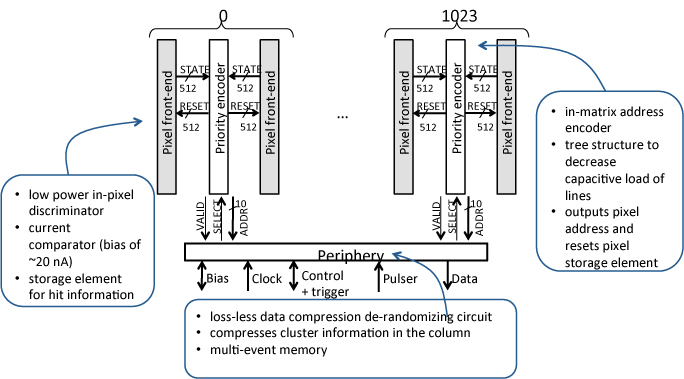 0
1023
Pixel front-end
STATE
512
RESET
512
Priority encoder
STATE
512
RESET
512
Pixel front-end
...
Pixel front-end
STATE
512
RESET
512
Priority encoder
STATE
512
RESET
512
Pixel front-end
VALID
SELECT
10
ADDR
VALID
SELECT
10
ADDR
Periphery
Bias
Clock
Control
+ trigger
Pulser
Data
• low power in-pixel
discriminator
• current
comparator (bias of
~20 nA)
• storage element
for hit information
• in-matrix address
encoder
• tree structure to
decrease
capacitive load of
lines
• outputs pixel
address and
resets pixel
storage element
• loss-less data compression de-randomizing circuit
• compresses cluster information in the column
• multi-event memory